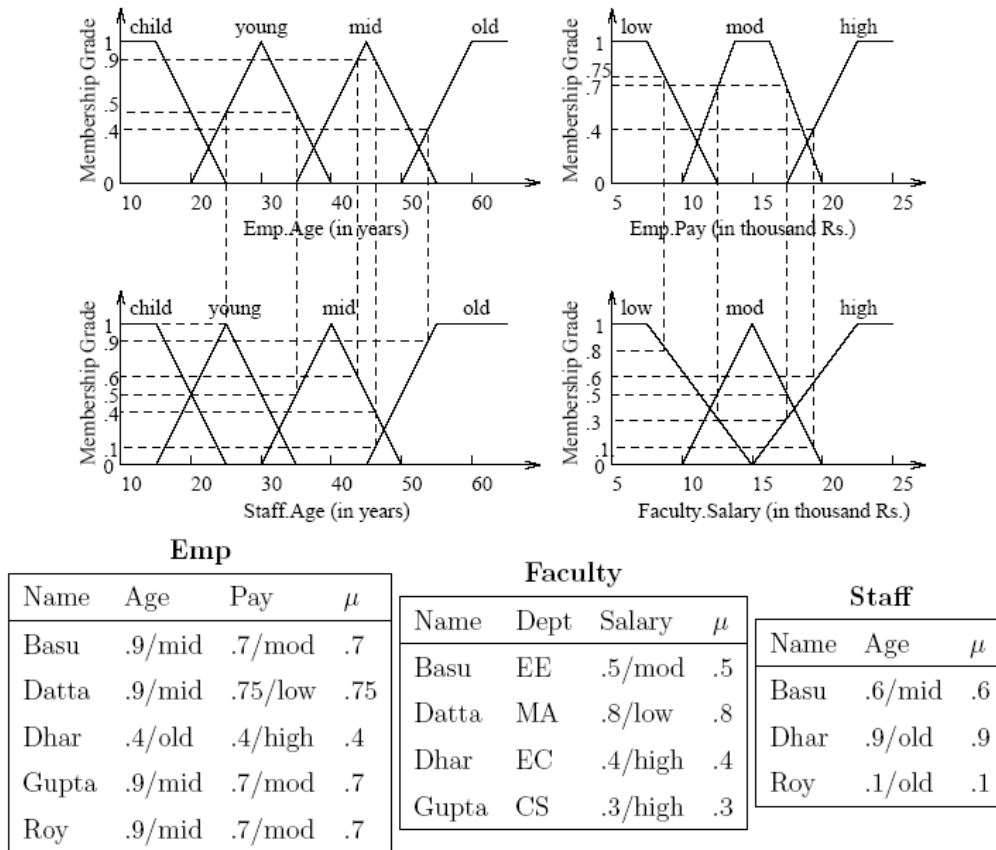 child young mid old
Membership Grade
1
.9
.5
.4
0
10 20 30 40 50 60
Emp.Age (in years)
low mod high
Membership Grade
1
.75
.7
.4
0
5 10 15 20 25
Emp.Pay (in thousand Rs.)
child young mid old
Membership Grade
1
.9
.6
.5
.4
.1
0
10 20 30 40 50 60
Staff.Age (in years)
low mod high
Membership Grade
1
.8
.6
.5
.3
.1
0
5 10 15 20 25
Faculty.Salary (in thousand Rs.)
Emp
Name Age Pay μ
Basu .9/mid .7/mod .7
Datta .9/mid .75/low .75
Dhar .4/old .4/high .4
Gupta .9/mid .7/mod .7
Roy .9/mid .7/mod .7
Faculty
Name Dept Salary μ
Basu EE .5/mod .5
Datta MA .8/low .8
Dhar EC .4/high .4
Gupta CS .3/high .3
Staff
Name Age μ
Basu .6/mid .6
Dhar .9/old .9
Roy .1/old .1